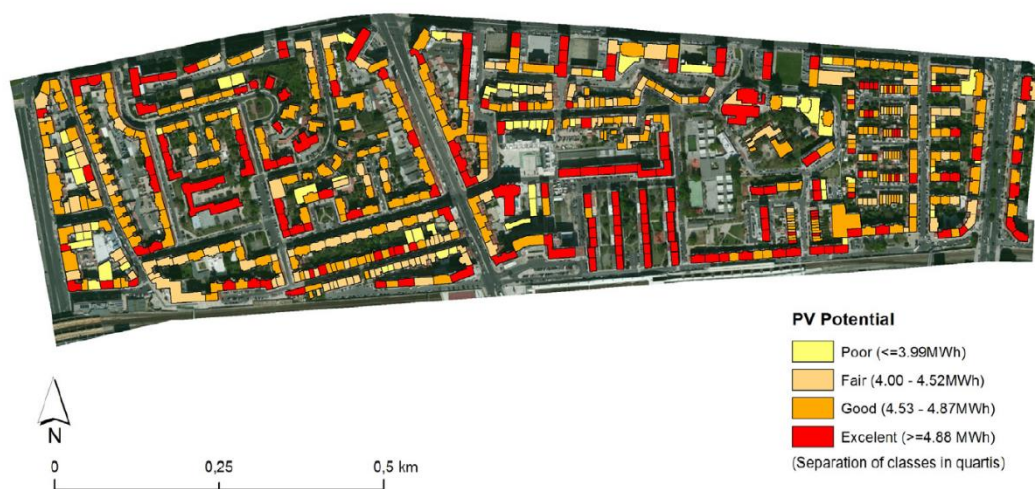 PV Potential
Poor (<=3.99MWh)
Fair (4.00 - 4.52MWh)
Good (4.53 - 4.87MWh)
Excelent (>=4.88 MWh)
(Separation of classes in quartis)
N
0 0,25 0,5 km